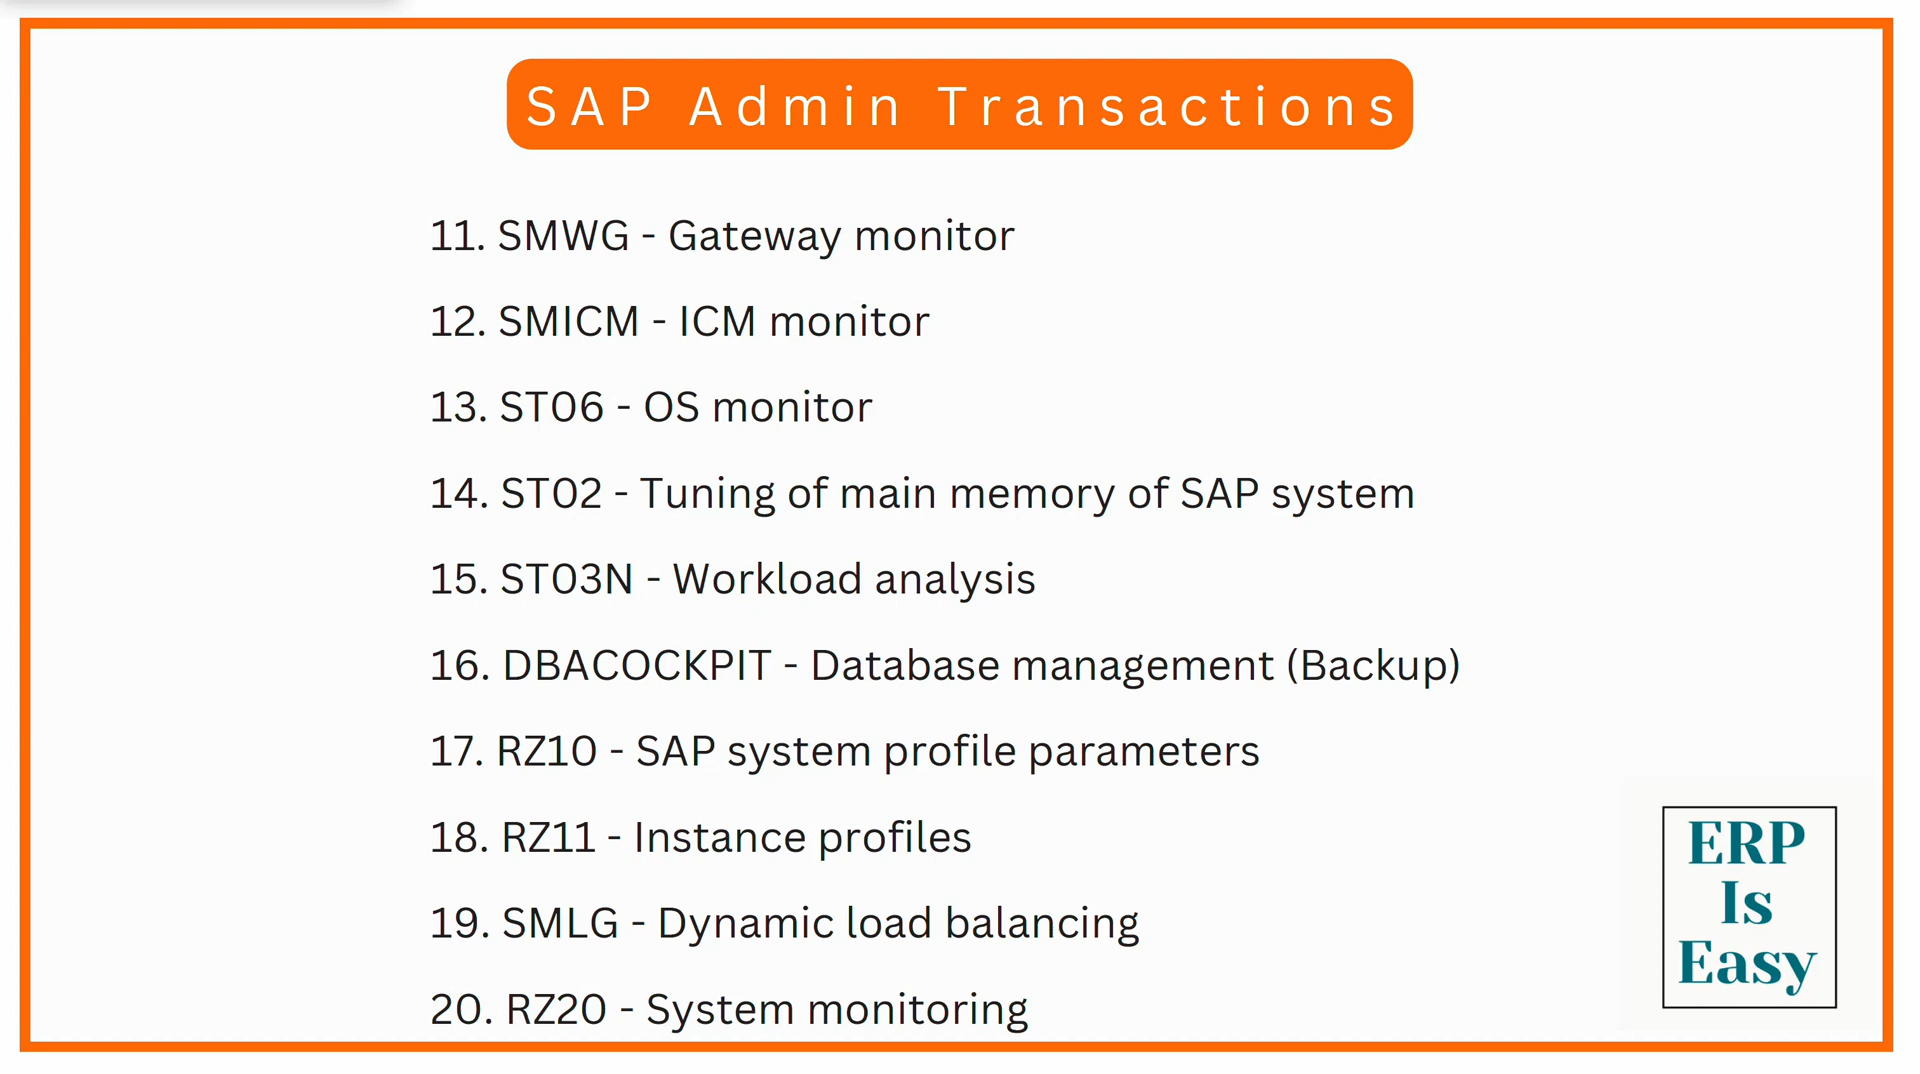 SAP Admin Transactions
11. SMWG - Gateway monitor
12. SMICM - ICM monitor
13. ST06 - OS monitor
14. ST02 - Tuning of main memory of SAP system
15. ST03N - Workload analysis
16. DBACOCKPIT - Database management (Backup)
17. RZ10 - SAP system profile parameters
18. RZ11 - Instance profiles
19. SMLG - Dynamic load balancing
20. RZ20 - System monitoring
ERP
Is
Easy